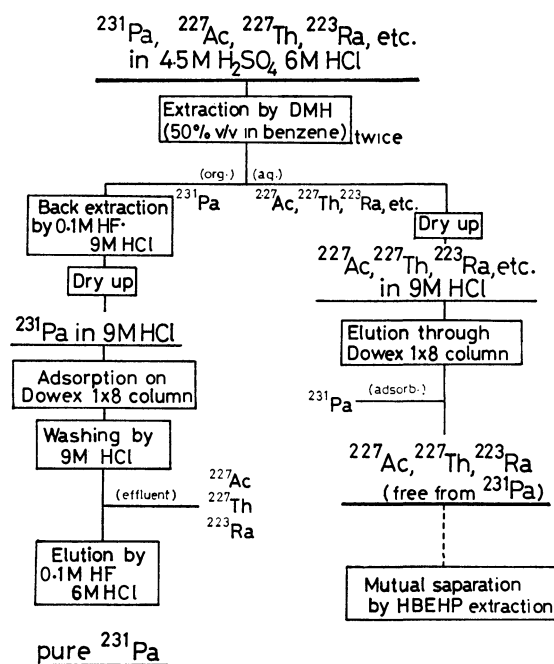 ²³¹Pa, ²²⁷Ac, ²²⁷Th, ²²³Ra, etc.
in 4.5M H₂SO₄ 6M HCl
Extraction by DMH
(50% v/v in benzene) twice
(org.) (aq.)
²³¹Pa
²²⁷Ac, ²²⁷Th, ²²³Ra, etc.
Back extraction
by 0.1M HF·
9M HCl
Dry up
²³¹Pa in 9M HCl
Adsorption on
Dowex 1x8 column
Washing by
9M HCl
(effluent)
²²⁷Ac
²²⁷Th
²²³Ra
Elution by
0.1M HF
6M HCl
pure ²³¹Pa
Dry up
²²⁷Ac, ²²⁷Th, ²²³Ra, etc.
in 9M HCl
Elution through
Dowex 1x8 column
²³¹Pa (adsorb.)
²²⁷Ac, ²²⁷Th, ²²³Ra
(free from ²³¹Pa)
Mutual saparation
by HBEHP extraction